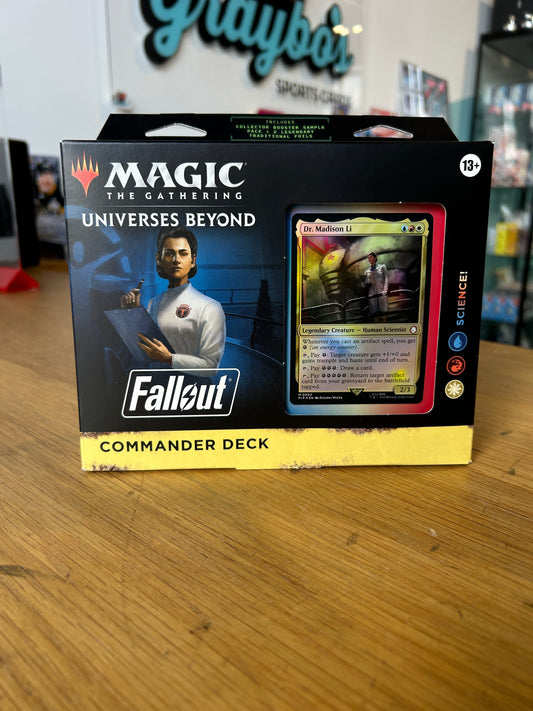 Graybo's
SPORTS CARDS
INCLUDES
COLLECTOR BOOSTER SAMPLE
PACK + 2 LEGENDARY
TRADITIONAL FOILS
MAGIC
THE GATHERING
UNIVERSES BEYOND
13+
Dr. Madison Li
Legendary Creature — Human Scientist
Whenever you cast an artifact spell, you get
(an energy counter).
, Pay : Target creature gets +1/+0 and
gains trample and haste until end of turn.
, Pay : Draw a card.
, Pay : Return target artifact
card from your graveyard to the battlefield
tapped.
2/3
SCIENCE!
Fallout
COMMANDER DECK